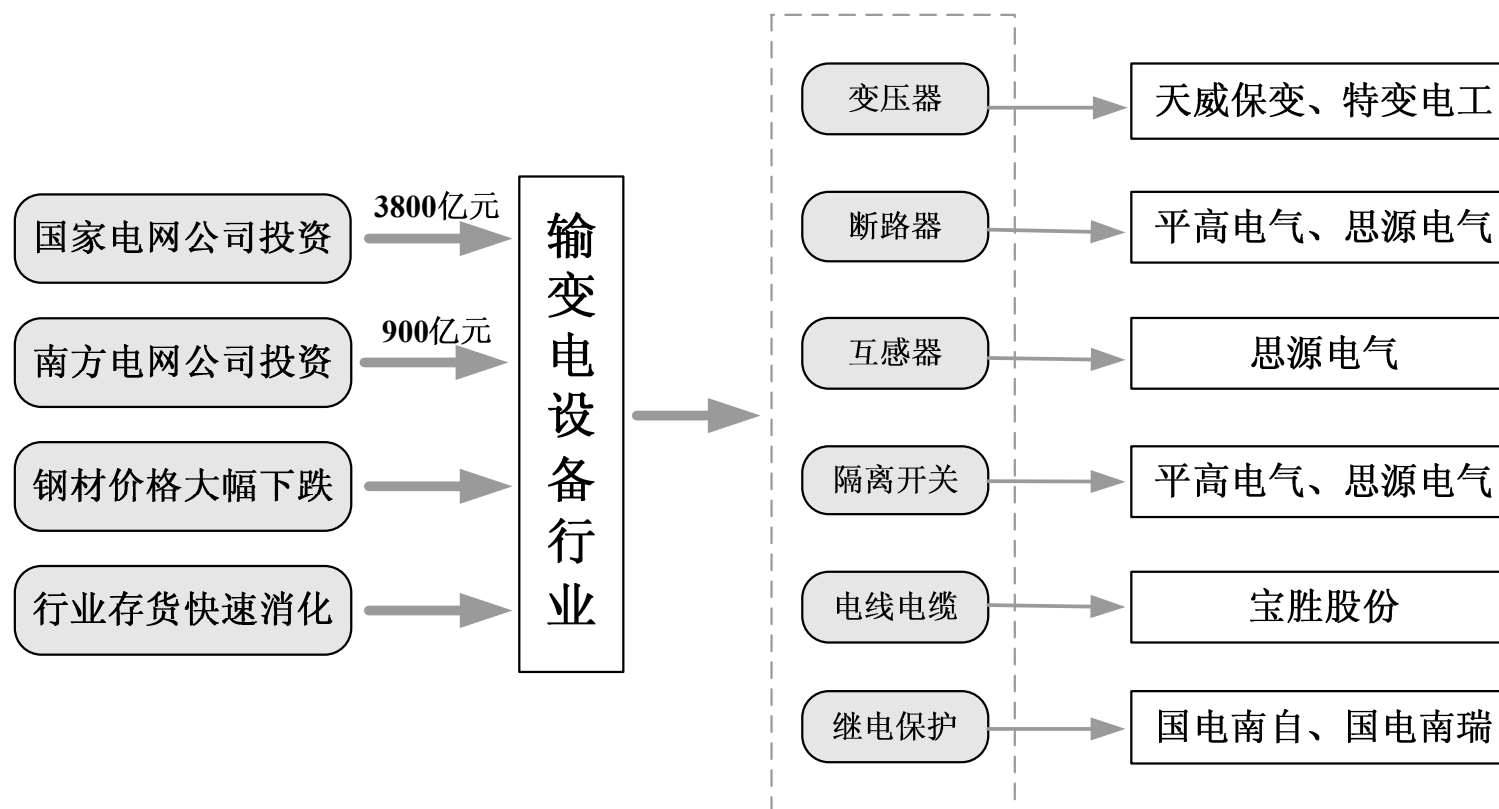 国家电网公司投资
3800亿元
南方电网公司投资
900亿元
钢材价格大幅下跌
行业存货快速消化
输变电设备行业
变压器
天威保变、特变电工
断路器
平高电气、思源电气
互感器
思源电气
隔离开关
平高电气、思源电气
电线电缆
宝胜股份
继电保护
国电南自、国电南瑞